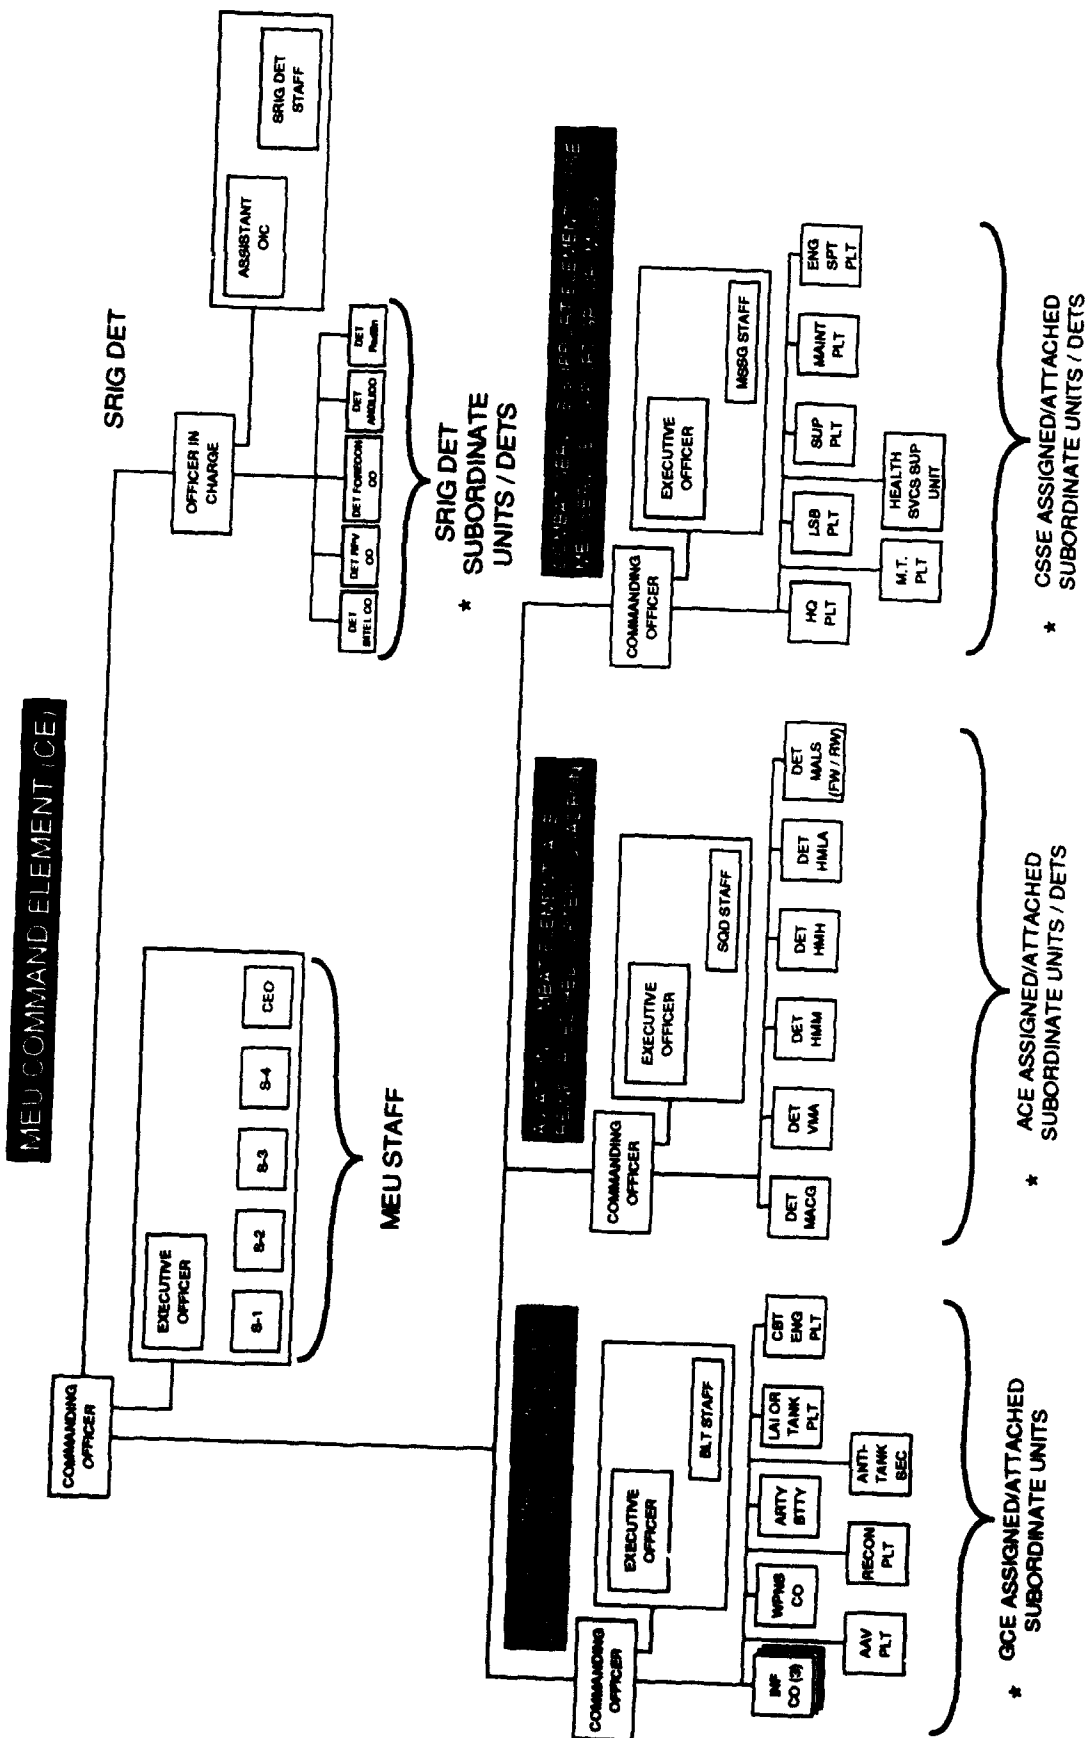 MEU COMMAND ELEMENT (CE)
COMMANDING
OFFICER
EXECUTIVE
OFFICER
S-1
S-2
S-3
S-4
CEO
MEU STAFF
SRIG DET
OFFICER IN
CHARGE
ASSISTANT
OIC
SRIG DET
STAFF
DET
INTEL CO
DET RPV
CO
DET FORECON
CO
DET
ANGLICO
DET
RadBn
* SRIG DET
SUBORDINATE
UNITS / DETS
COMMANDING
OFFICER
EXECUTIVE
OFFICER
BLT STAFF
INF
CO (3)
WPNS
CO
ARTY
BTTY
LAI OR
TANK
PLT
CBT
ENG
PLT
AAV
PLT
RECON
PLT
ANTI-
TANK
SEC
* GCE ASSIGNED/ATTACHED
SUBORDINATE UNITS
COMMANDING
OFFICER
EXECUTIVE
OFFICER
SQD STAFF
DET
MACG
DET
VMA
DET
HMM
DET
HMH
DET
HMLA
DET
MALS
(FW / RW)
* ACE ASSIGNED/ATTACHED
SUBORDINATE UNITS / DETS
COMMANDING
OFFICER
EXECUTIVE
OFFICER
MSSG STAFF
HQ
PLT
LSB
PLT
SUP
PLT
MAINT
PLT
ENG
SPT
PLT
M.T.
PLT
HEALTH
SVCS SUP
UNIT
* CSSE ASSIGNED/ATTACHED
SUBORDINATE UNITS / DETS